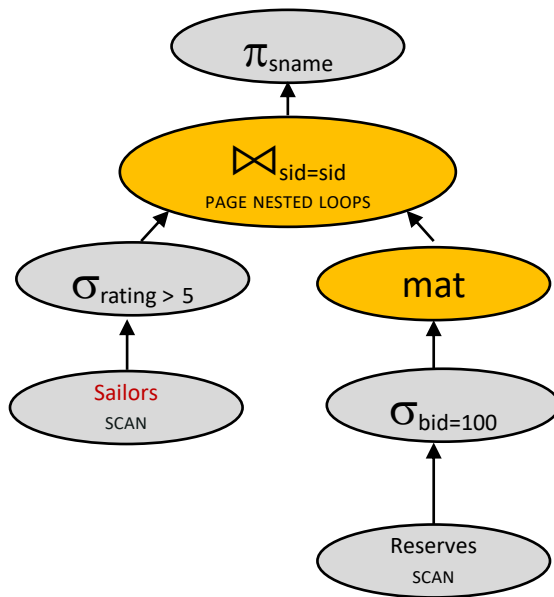 π sname
⋈ sid=sid
PAGE NESTED LOOPS
σ rating > 5
mat
Sailors
SCAN
σ bid=100
Reserves
SCAN